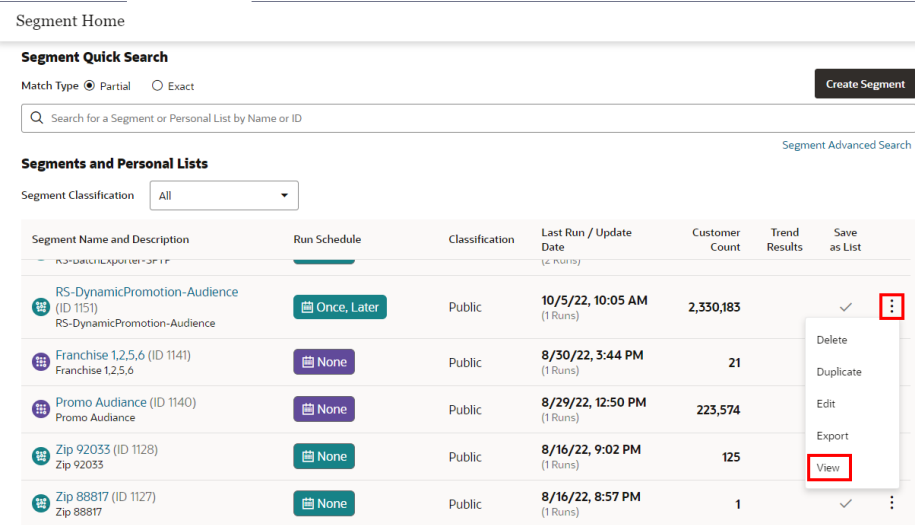 Segment Home
Segment Quick Search
Match Type Partial Exact
Create Segment
Search for a Segment or Personal List by Name or ID
Segment Advanced Search
Segments and Personal Lists
Segment Classification All
Segment Name and Description Run Schedule Classification Last Run / Update Date Customer Count Trend Results Save as List
RS-BatchExporter-SFTP (2 Runs)
RS-DynamicPromotion-Audience
(ID 1151)
RS-DynamicPromotion-Audience
Once, Later
Public
10/5/22, 10:05 AM
(1 Runs)
2,330,183
Franchise 1,2,5,6 (ID 1141)
Franchise 1,2,5,6
None
Public
8/30/22, 3:44 PM
(1 Runs)
21
Promo Audience (ID 1140)
Promo Audience
None
Public
8/29/22, 12:50 PM
(1 Runs)
223,574
Zip 92033 (ID 1128)
Zip 92033
None
Public
8/16/22, 9:02 PM
(1 Runs)
125
Zip 88817 (ID 1127)
Zip 88817
None
Public
8/16/22, 8:57 PM
(1 Runs)
1
Delete
Duplicate
Edit
Export
View